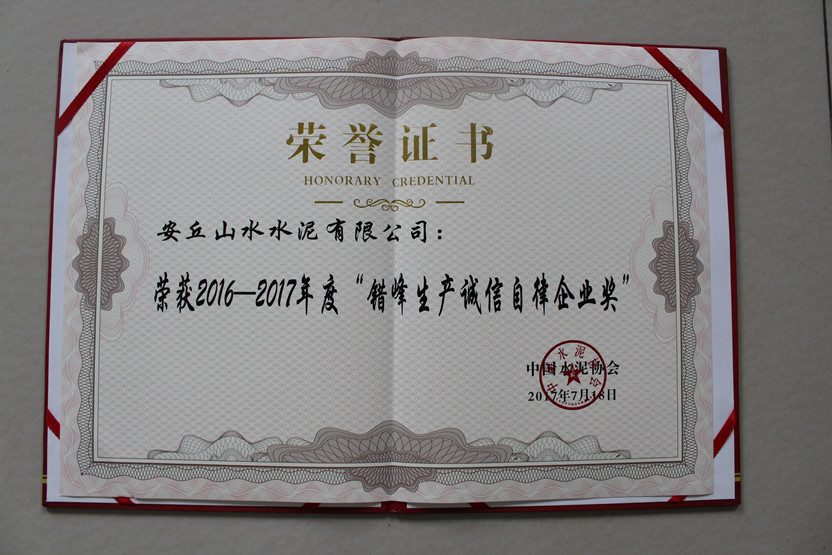 荣誉证书
HONORARY CREDENTIAL
安丘山水水泥有限公司：
荣获2016—2017年度“错峰生产诚信自律企业奖”
中国水泥协会
2017年7月18日